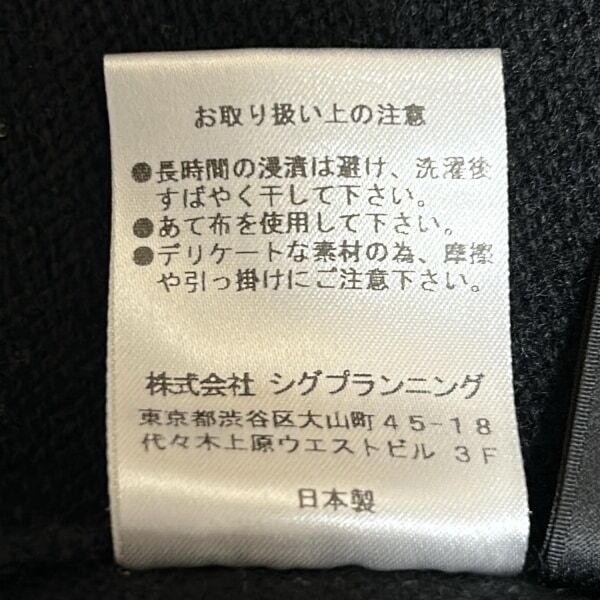 お取り扱い上の注意
●長時間の浸漬は避け、洗濯後
すばやく干して下さい。
●あて布を使用して下さい。
●デリケートな素材の為、摩擦
や引っ掛けにご注意下さい。
株式会社 シグプランニング
東京都渋谷区大山町45-18
代々木上原ウエストビル 3F
日本製